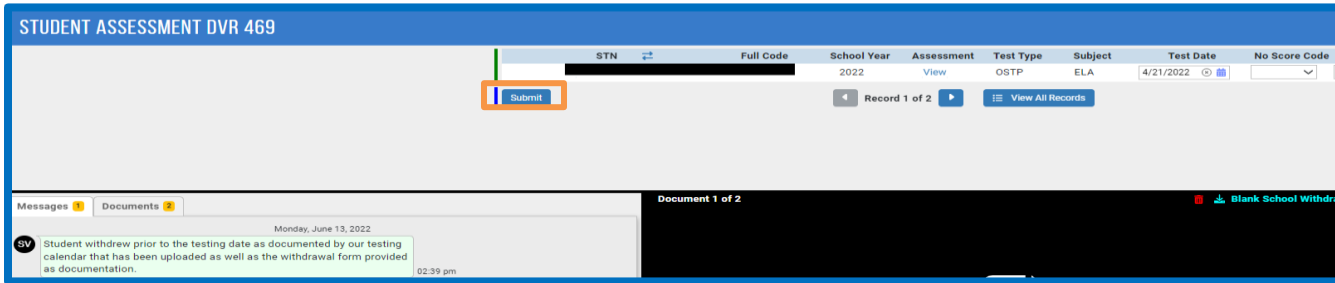 STUDENT ASSESSMENT DVR 469
STN Full Code School Year Assessment Test Type Subject Test Date No Score Code
2022 View OSTP ELA 4/21/2022
Submit Record 1 of 2 View All Records
Messages 1 Documents 2 Document 1 of 2 Blank School Withdra
Monday, June 13, 2022
SV Student withdrew prior to the testing date as documented by our testing
calendar that has been uploaded as well as the withdrawal form provided
as documentation. 02:39 pm